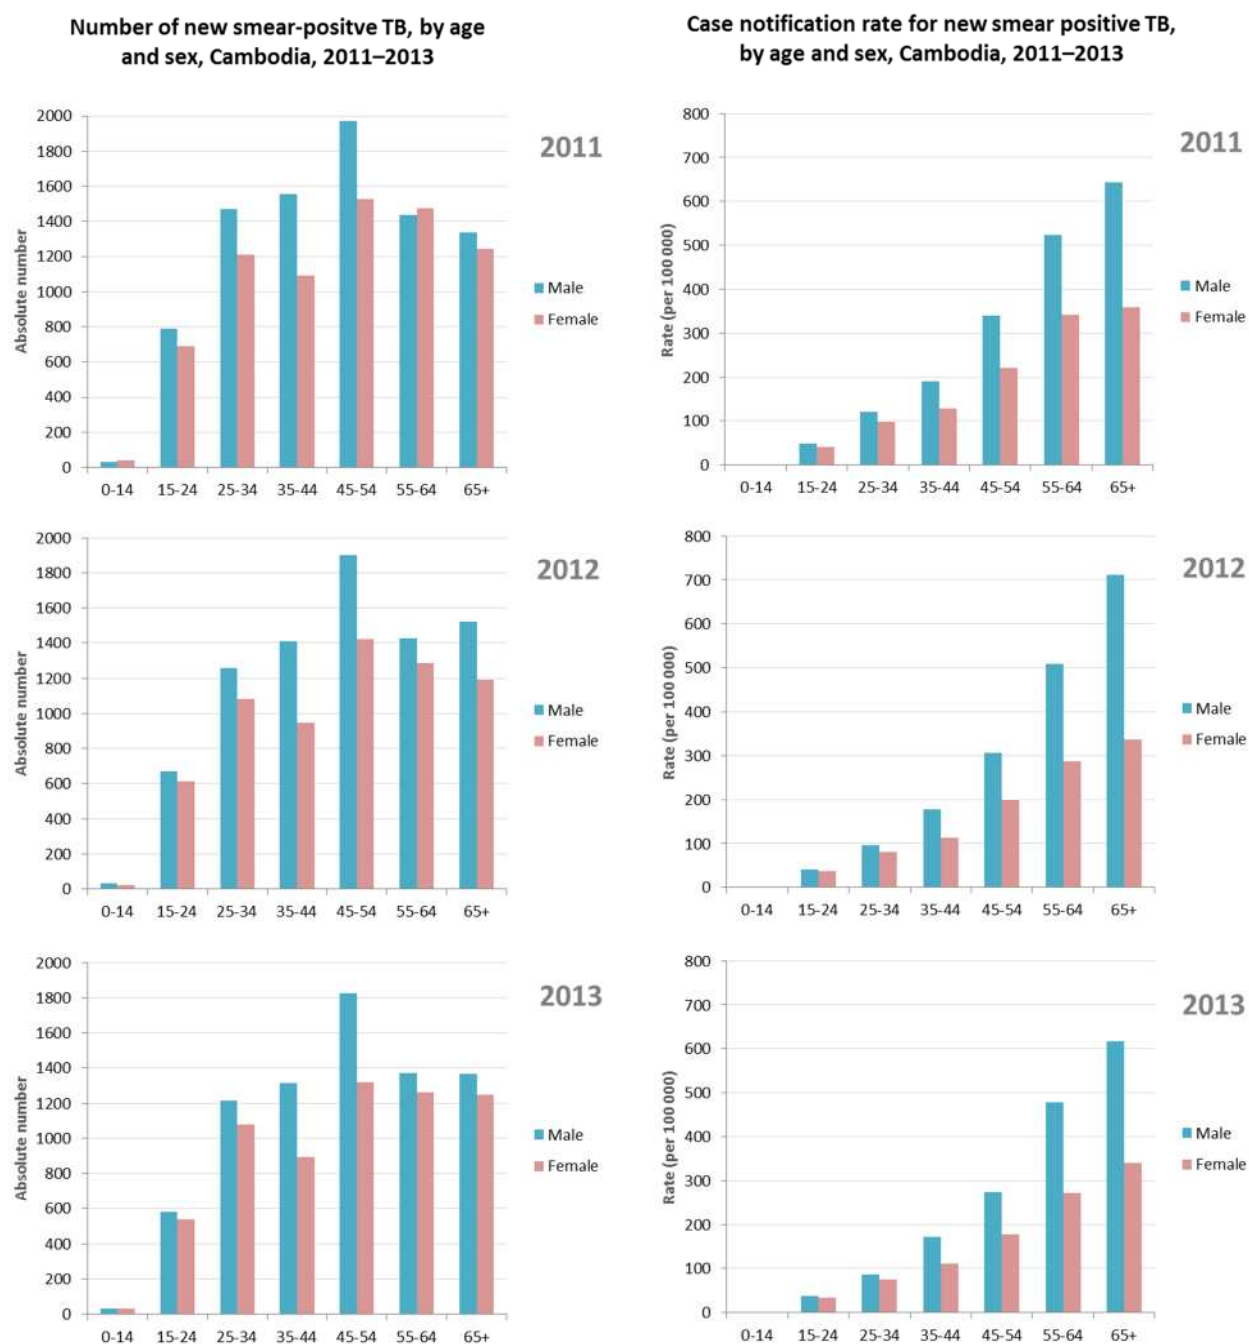 Number of new smear-positve TB, by age
and sex, Cambodia, 2011–2013
2000
1800
1600
1400
1200
1000
800
600
400
200
0
Absolute number
0-14 15-24 25-34 35-44 45-54 55-64 65+
2011
Male
Female
2000
1800
1600
1400
1200
1000
800
600
400
200
0
Absolute number
0-14 15-24 25-34 35-44 45-54 55-64 65+
2012
Male
Female
2000
1800
1600
1400
1200
1000
800
600
400
200
0
Absolute number
0-14 15-24 25-34 35-44 45-54 55-64 65+
2013
Male
Female
Case notification rate for new smear positive TB,
by age and sex, Cambodia, 2011–2013
800
700
600
500
400
300
200
100
0
Rate (per 100 000)
0-14 15-24 25-34 35-44 45-54 55-64 65+
2011
Male
Female
800
700
600
500
400
300
200
100
0
Rate (per 100 000)
0-14 15-24 25-34 35-44 45-54 55-64 65+
2012
Male
Female
800
700
600
500
400
300
200
100
0
Rate (per 100 000)
0-14 15-24 25-34 35-44 45-54 55-64 65+
2013
Male
Female